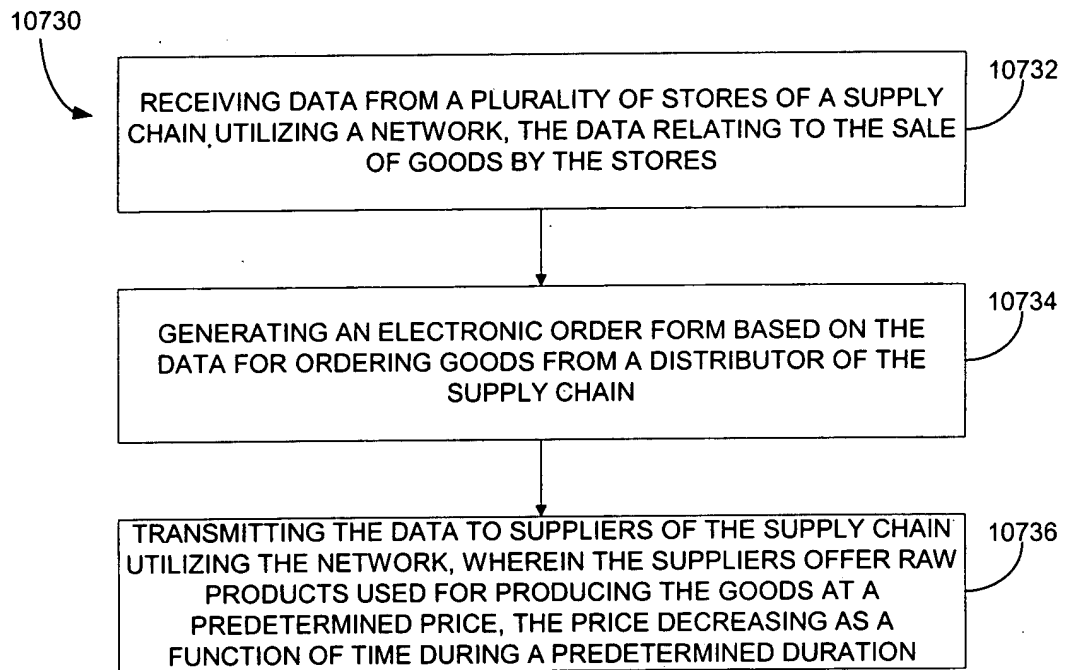 10730
10732
RECEIVING DATA FROM A PLURALITY OF STORES OF A SUPPLY
CHAIN UTILIZING A NETWORK, THE DATA RELATING TO THE SALE
OF GOODS BY THE STORES
10734
GENERATING AN ELECTRONIC ORDER FORM BASED ON THE
DATA FOR ORDERING GOODS FROM A DISTRIBUTOR OF THE
SUPPLY CHAIN
10736
TRANSMITTING THE DATA TO SUPPLIERS OF THE SUPPLY CHAIN
UTILIZING THE NETWORK, WHEREIN THE SUPPLIERS OFFER RAW
PRODUCTS USED FOR PRODUCING THE GOODS AT A
PREDETERMINED PRICE, THE PRICE DECREASING AS A
FUNCTION OF TIME DURING A PREDETERMINED DURATION